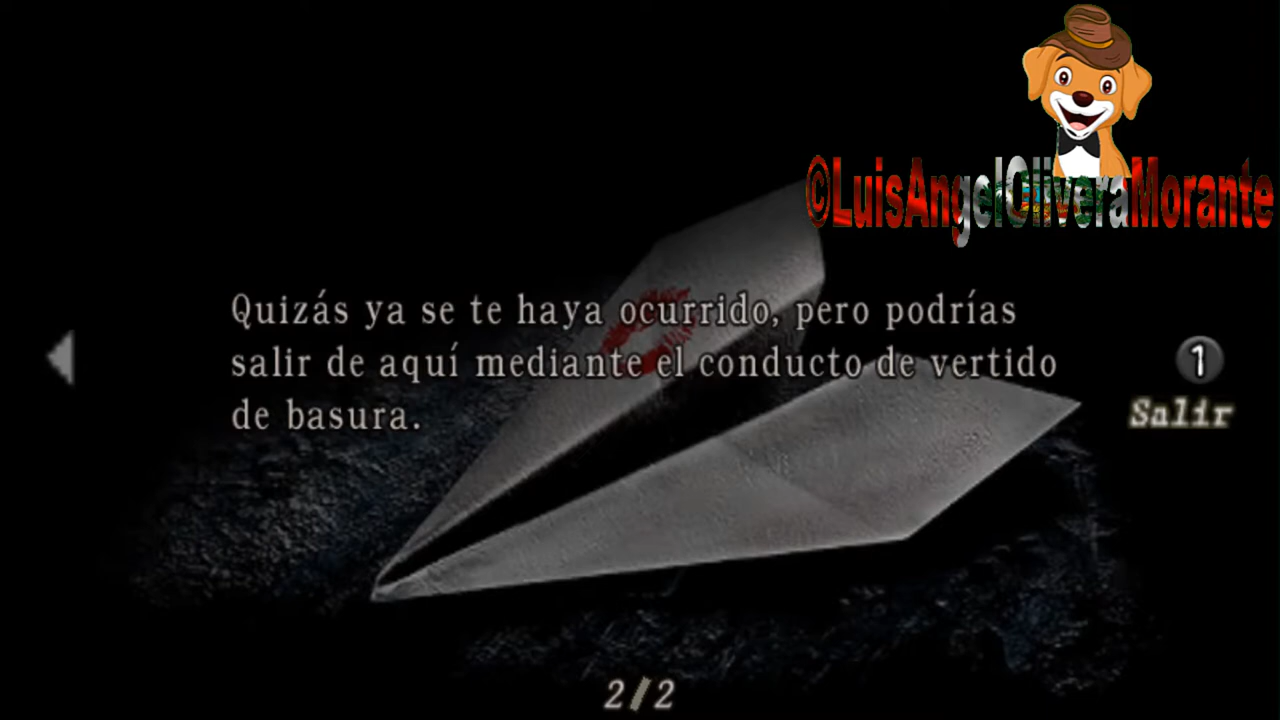 ©LuisAngelOliveraMorante
Quizás ya se te haya ocurrido, pero podrías
salir de aquí mediante el conducto de vertido
de basura.
1
Salir
2/2